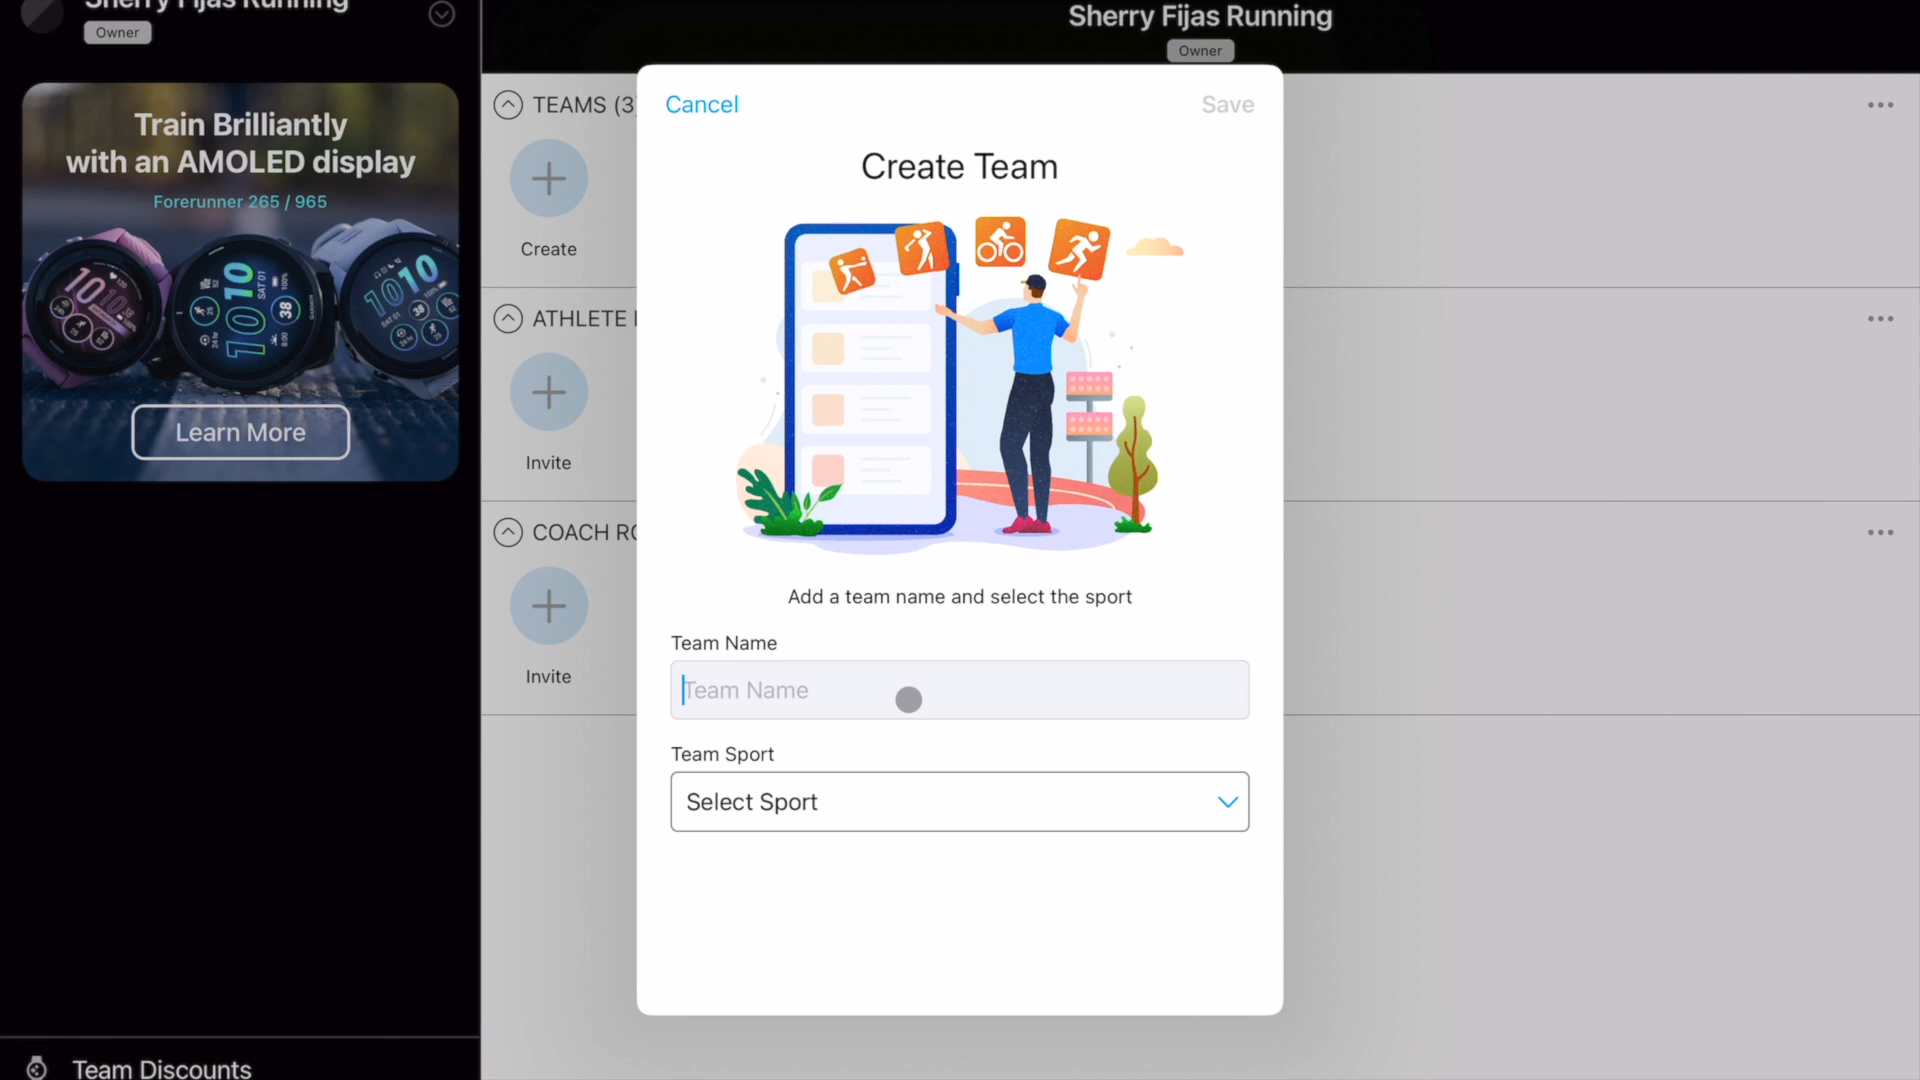 Sherry Fijas Running
Owner
Train Brilliantly
with an AMOLED display
Forerunner 265 / 965
Learn More
Team Discounts
Sherry Fijas Running
Owner
TEAMS (3)
Create
ATHLETE
Invite
COACH
Invite
Cancel
Save
Create Team
Add a team name and select the sport
Team Name
Team Name
Team Sport
Select Sport